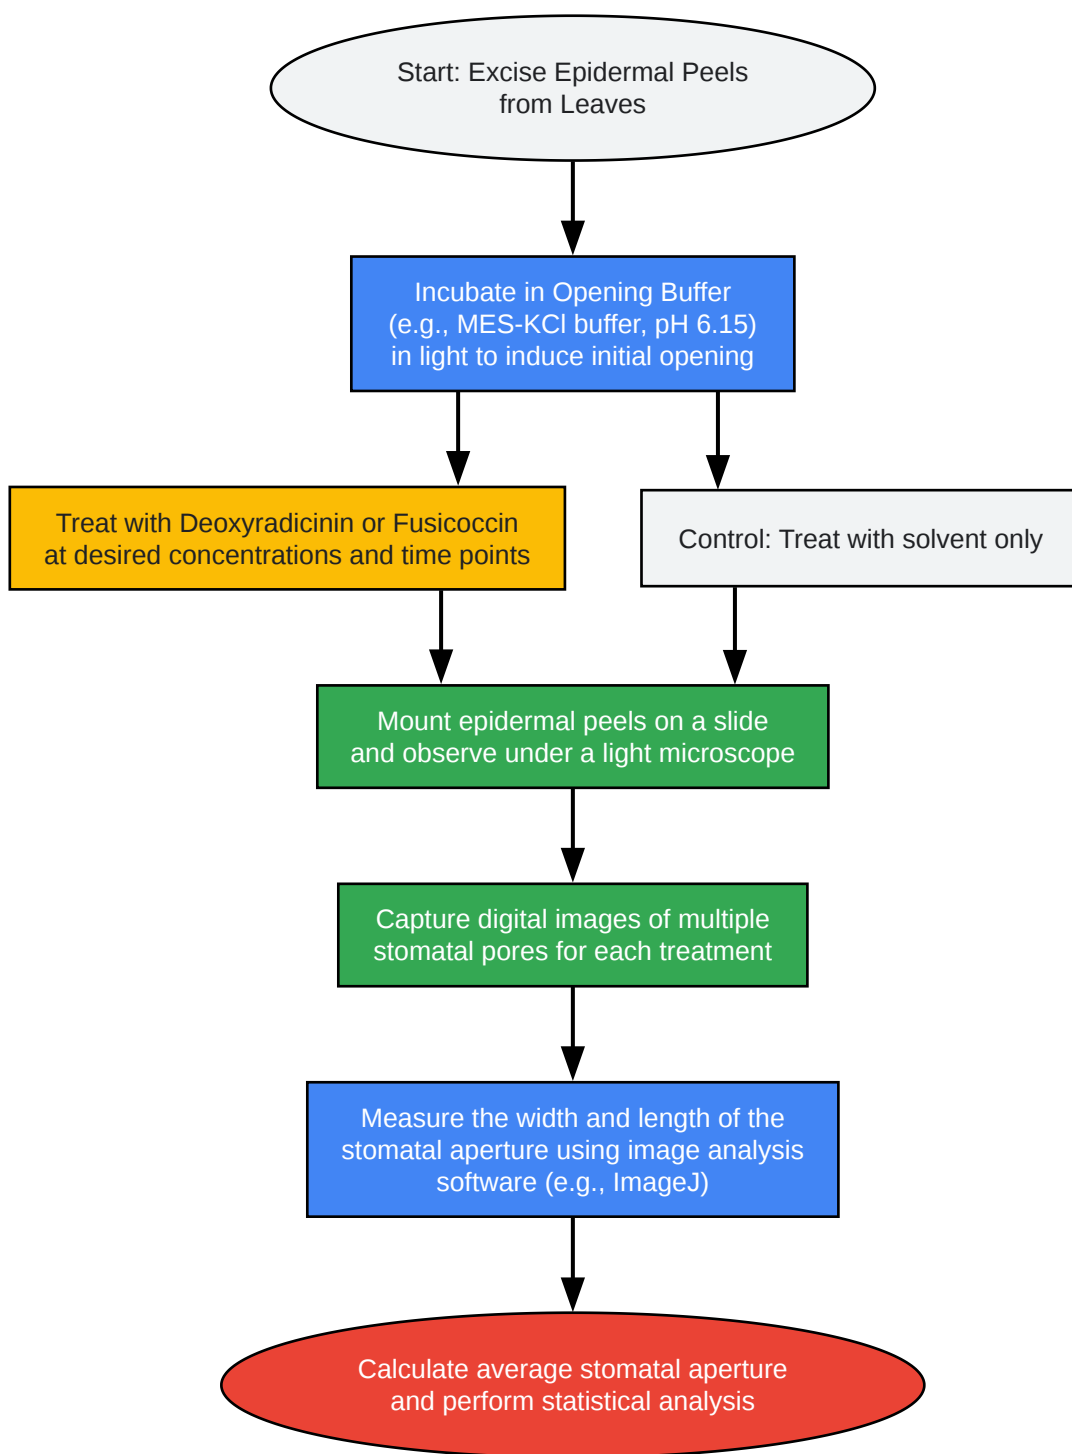 Start: Excise Epidermal Peels
from Leaves
Incubate in Opening Buffer
(e.g., MES-KCl buffer, pH 6.15)
in light to induce initial opening
Treat with Deoxyradicinin or Fusicoccin
at desired concentrations and time points
Control: Treat with solvent only
Mount epidermal peels on a slide
and observe under a light microscope
Capture digital images of multiple
stomatal pores for each treatment
Measure the width and length of the
stomatal aperture using image analysis
software (e.g., ImageJ)
Calculate average stomatal aperture
and perform statistical analysis